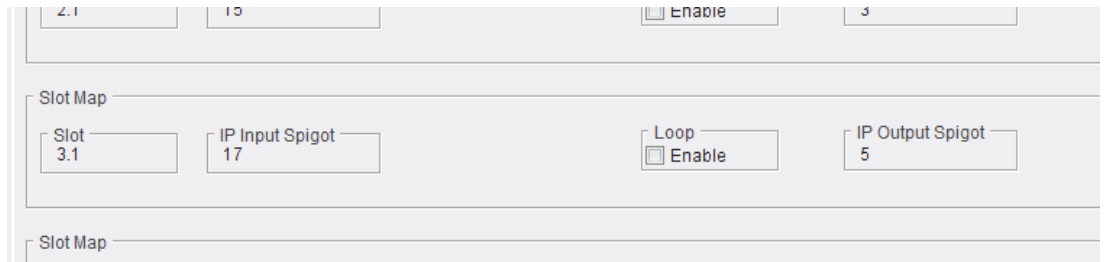 2.1 15 Enable 3
Slot Map
Slot IP Input Spigot Loop IP Output Spigot
3.1 17 Enable 5
Slot Map